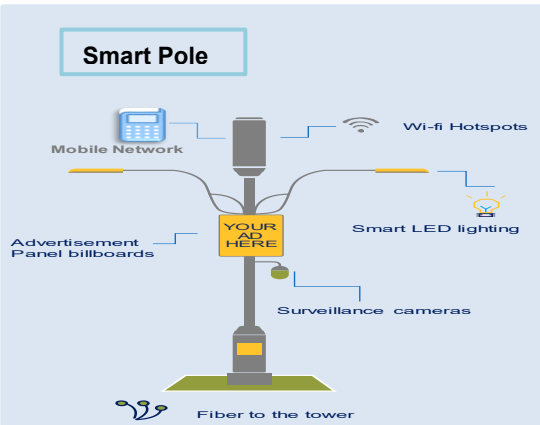 Smart Pole
Mobile Network
Wi-fi Hotspots
YOUR
AD
HERE
Smart LED lighting
Advertisement
Panel billboards
Surveillance cameras
Fiber to the tower